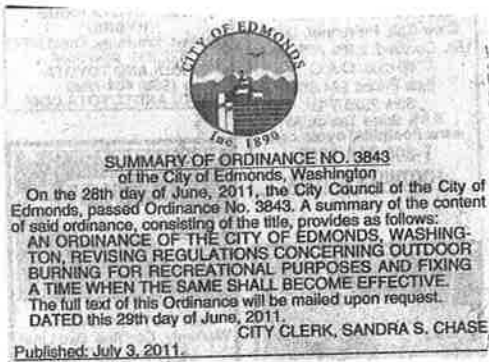 CITY OF EDMONDS
Inc. 1890
SUMMARY OF ORDINANCE NO. 3843
of the City of Edmonds, Washington
On the 28th day of June, 2011, the City Council of the City of
Edmonds, passed Ordinance No. 3843. A summary of the content
of said ordinance, consisting of the title, provides as follows:
AN ORDINANCE OF THE CITY OF EDMONDS, WASHING-
TON, REVISING REGULATIONS CONCERNING OUTDOOR
BURNING FOR RECREATIONAL PURPOSES AND FIXING
A TIME WHEN THE SAME SHALL BECOME EFFECTIVE.
The full text of this Ordinance will be mailed upon request.
DATED this 29th day of June, 2011.
CITY CLERK, SANDRA S. CHASE
Published: July 3, 2011.